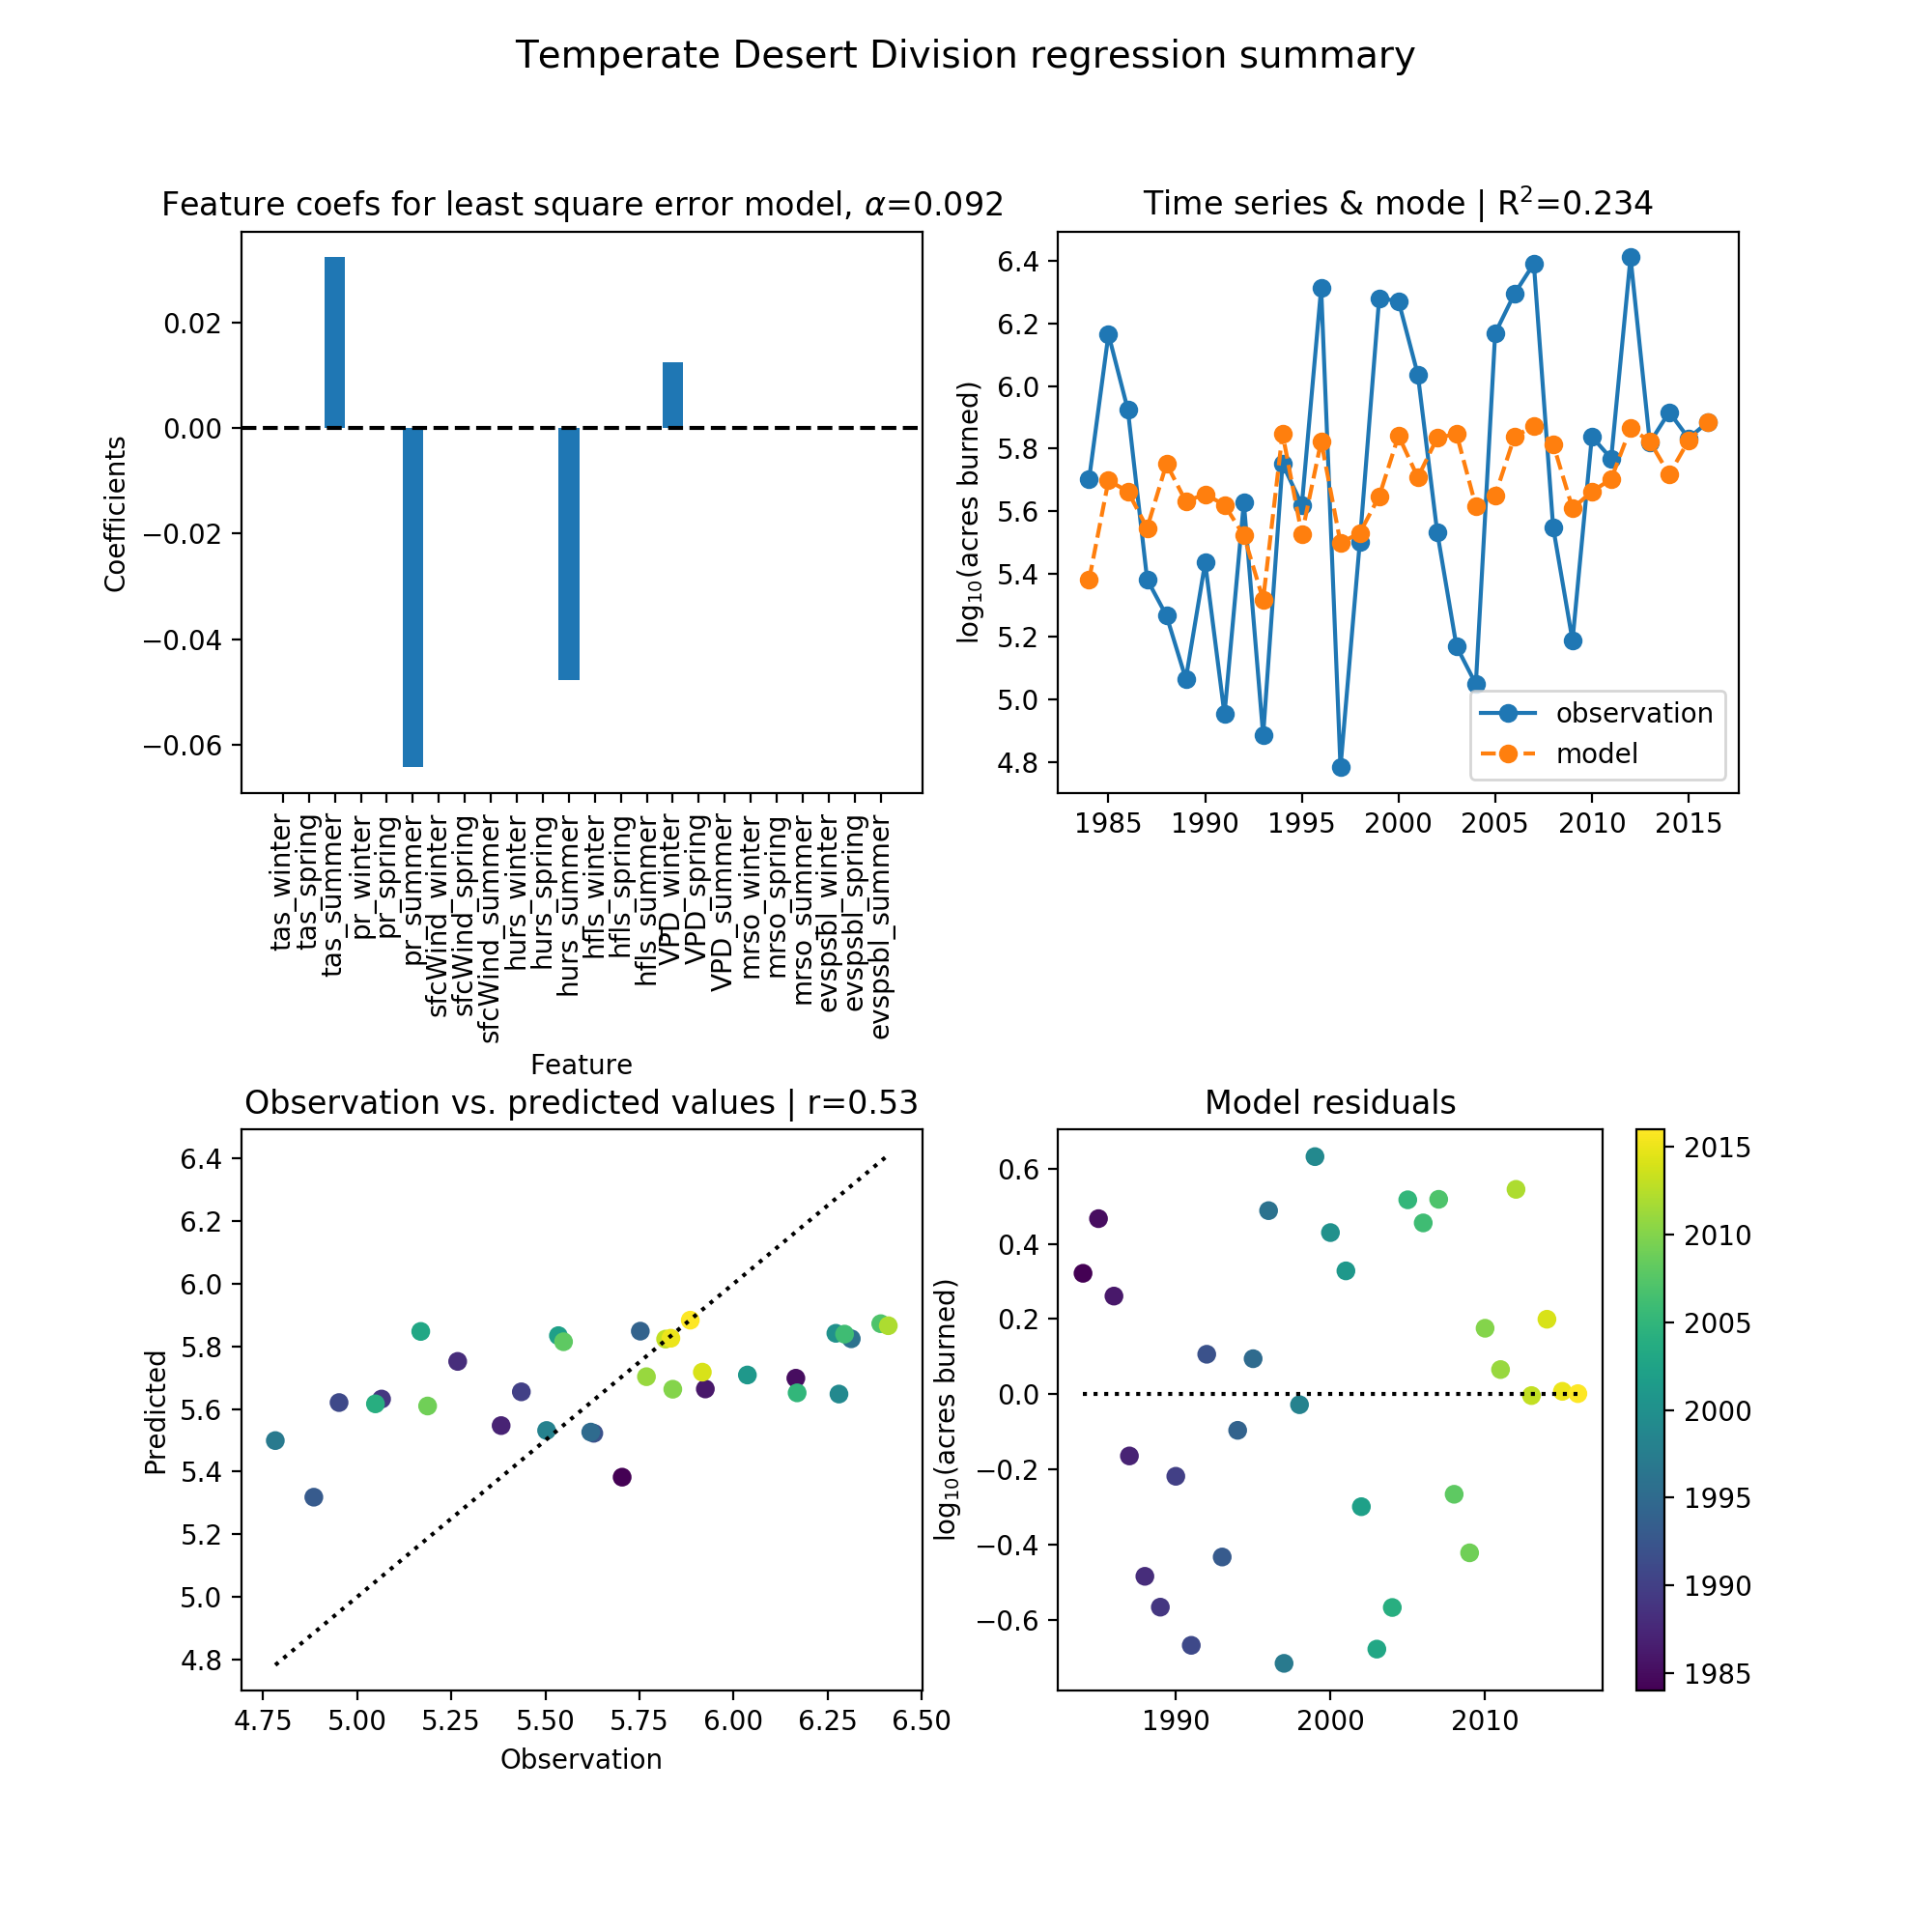 Temperate Desert Division regression summary
Feature coefs for least square error model, α=0.092
0.02
0.00
−0.02
−0.04
−0.06
Coefficients
tas_winter
tas_spring
tas_summer
pr_winter
pr_spring
pr_summer
sfcWind_winter
sfcWind_spring
sfcWind_summer
hurs_winter
hurs_spring
hurs_summer
hfls_winter
hfls_spring
hfls_summer
VPD_winter
VPD_spring
VPD_summer
mrso_winter
mrso_spring
mrso_summer
evspsbl_winter
evspsbl_spring
evspsbl_summer
Feature
Time series & mode | R²=0.234
6.4
6.2
6.0
5.8
5.6
5.4
5.2
5.0
4.8
log₁₀(acres burned)
observation
model
1985 1990 1995 2000 2005 2010 2015
Observation vs. predicted values | r=0.53
6.4
6.2
6.0
5.8
5.6
5.4
5.2
5.0
4.8
Predicted
4.75 5.00 5.25 5.50 5.75 6.00 6.25 6.50
Observation
Model residuals
0.6
0.4
0.2
0.0
−0.2
−0.4
−0.6
log₁₀(acres burned)
1990 2000 2010
2015
2010
2005
2000
1995
1990
1985